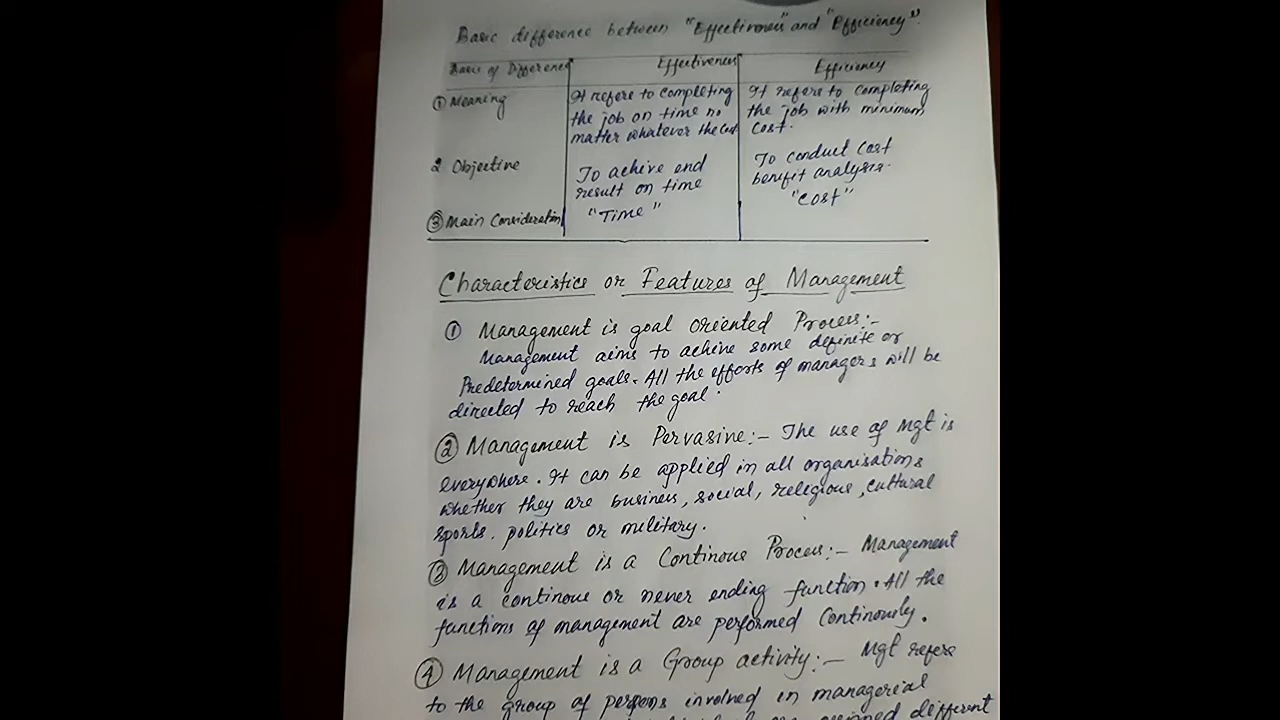 Basic difference between "Effectiveness" and "Efficiency".
Basis of Difference Effectiveness Efficiency
① Meaning
It refers to completing
the job on time no
matter whatever the cost
It refers to completing
the job with minimum
cost.
2 Objective
To achive end
result on time
To conduct cost
benefit analysis.
③ Main Consideration
"Time"
"Cost"
Characteristics or Features of Management
① Management is goal oriented Process:-
Management aims to achive some definite or
Predetermined goals. All the efforts of managers will be
directed to reach the goal.
② Management is Pervasive:- The use of Mgt is
everywhere. It can be applied in all organisations
whether they are business, social, religious, cultural
sports, politics or military.
③ Management is a Continous Process:- Management
is a continous or never ending function. All the
functions of management are performed Continously.
④ Management is a Group activity:- Mgt refers
to the group of persons involved in managerial
assigned different